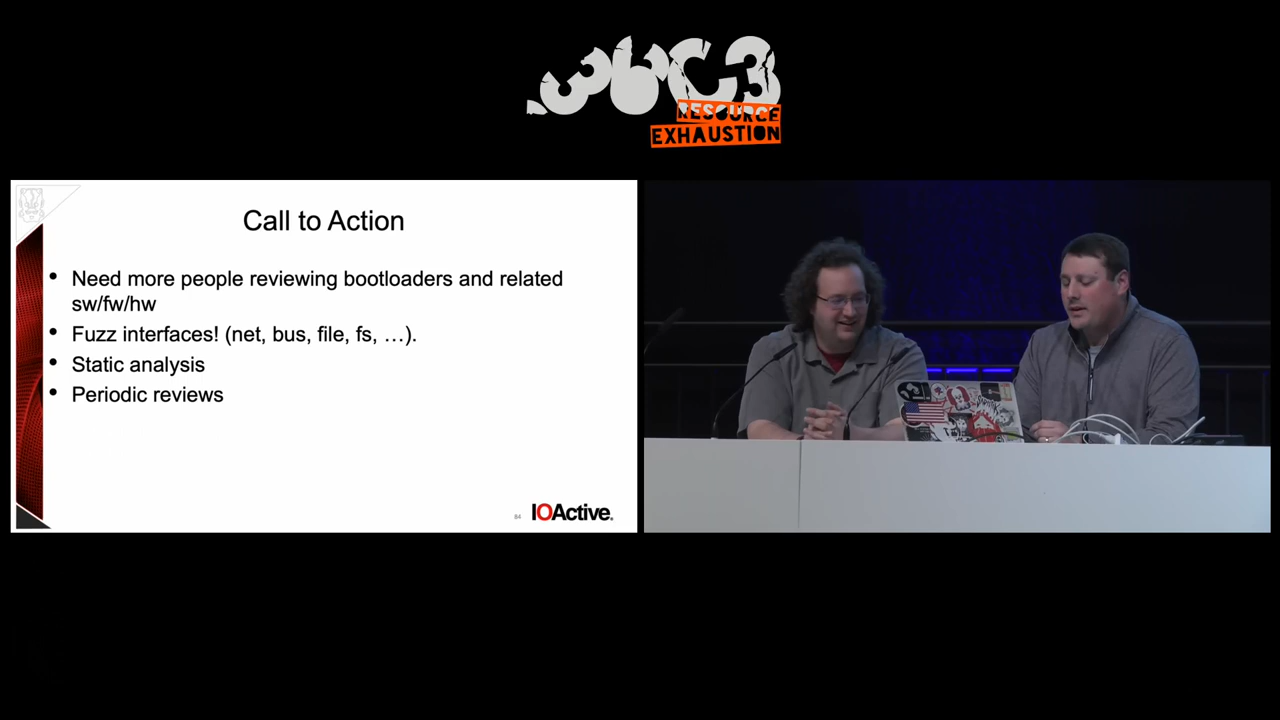 36C3
RESOURCE
EXHAUSTION
Call to Action
• Need more people reviewing bootloaders and related
sw/fw/hw
• Fuzz interfaces! (net, bus, file, fs, …).
• Static analysis
• Periodic reviews
84
IOActive.